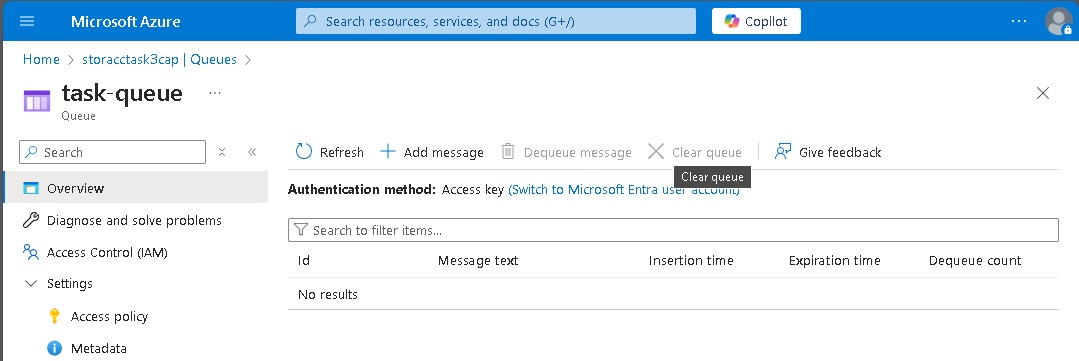 Microsoft Azure
Search resources, services, and docs (G+/)
Copilot
Home > storacctask3cap | Queues >
task-queue
Queue
Search
Refresh
Add message
Dequeue message
Clear queue
Give feedback
Clear queue
Overview
Authentication method: Access key (Switch to Microsoft Entra user account)
Diagnose and solve problems
Search to filter items...
Access Control (IAM)
Id Message text Insertion time Expiration time Dequeue count
Settings
No results
Access policy
Metadata